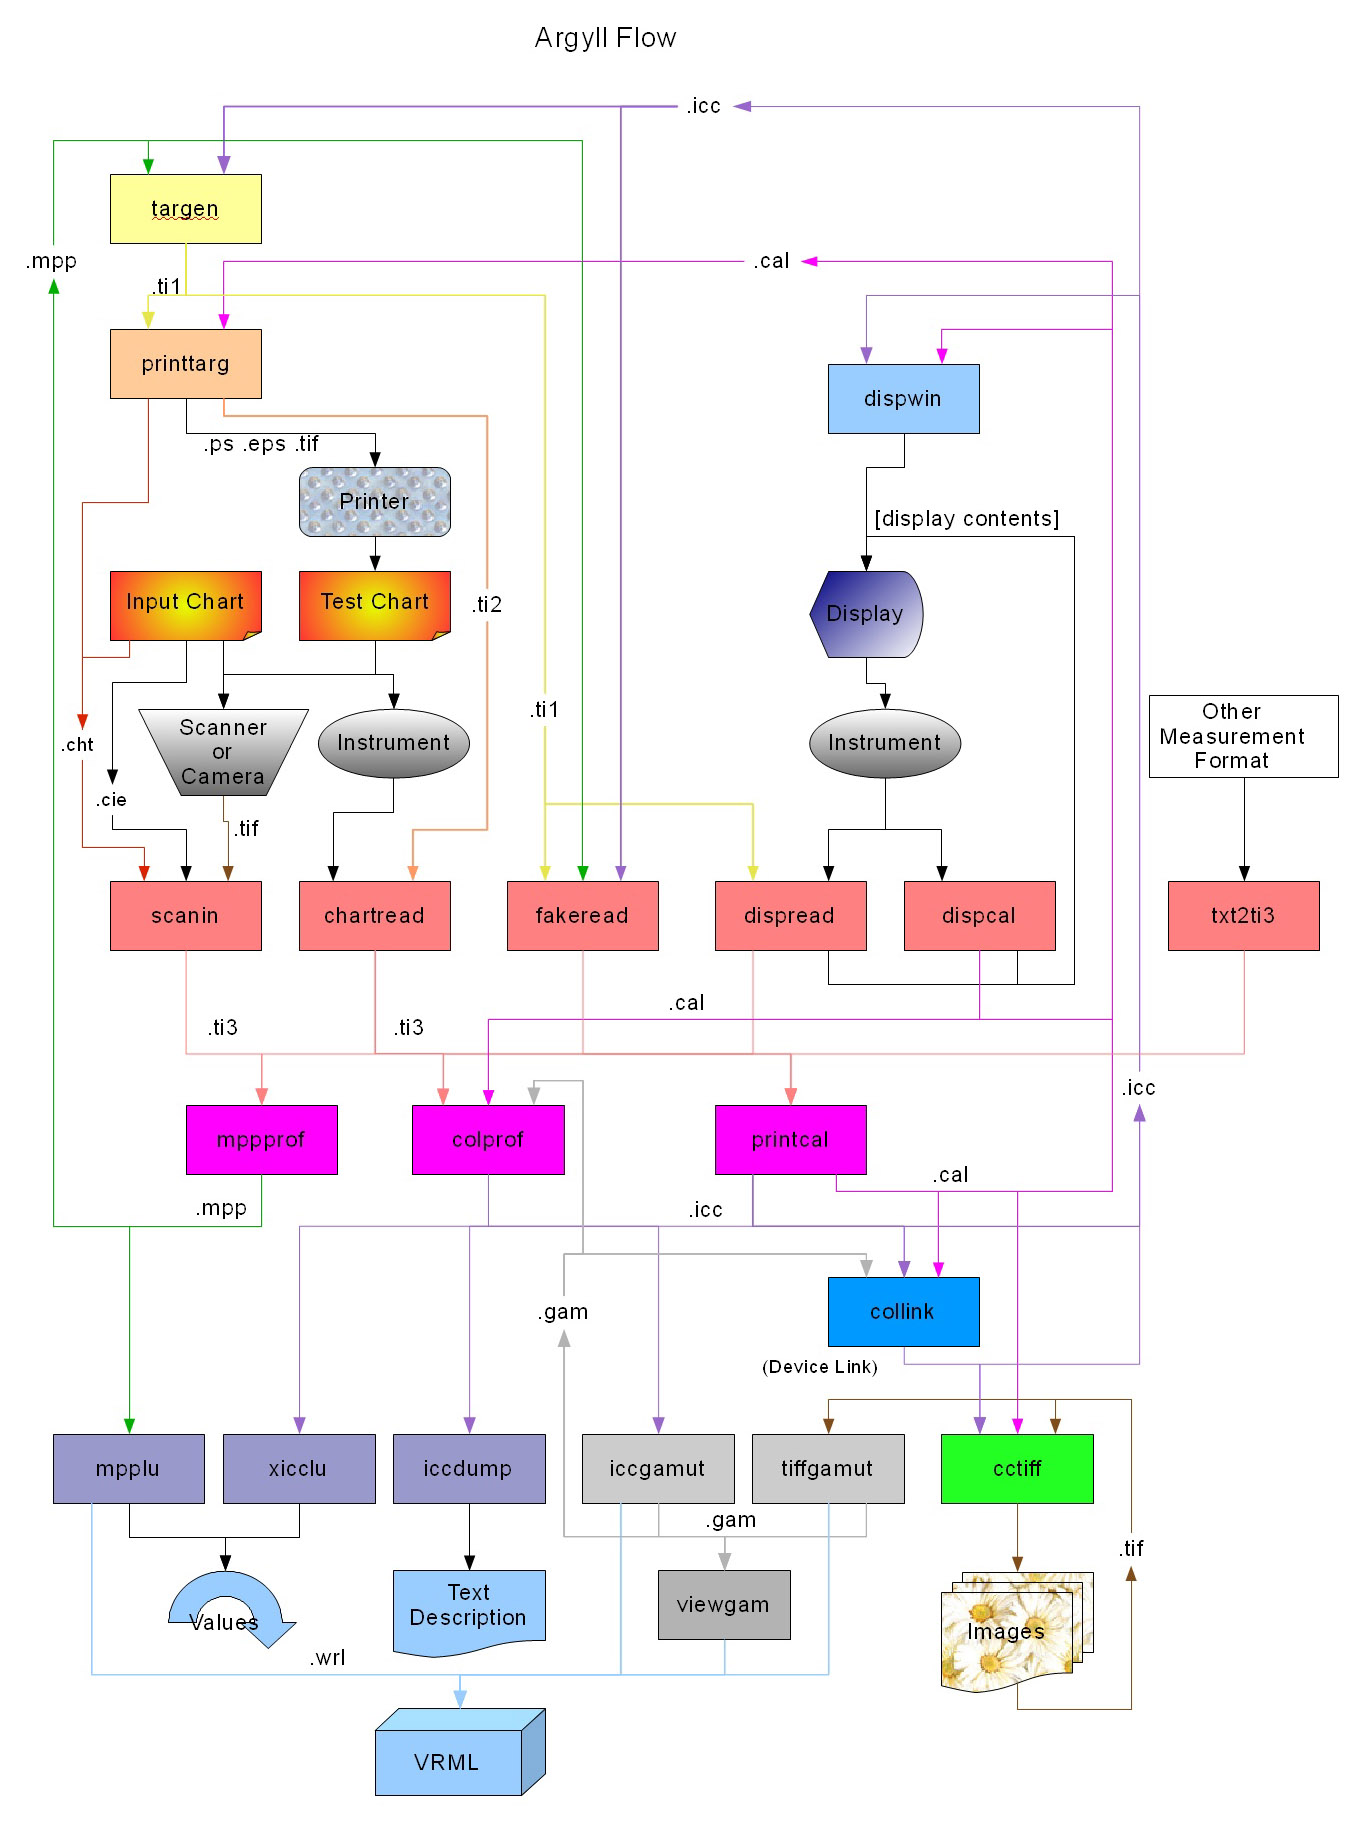 Argyll Flow
.icc
targen
.mpp
.cal
.ti1
printtarg
dispwin
.ps .eps .tif
Printer
[display contents]
Input Chart
Test Chart
.ti2
Display
.ti1
Other
Measurement
Format
Scanner
or
Camera
Instrument
Instrument
.cht
.cie
.tif
scanin
chartread
fakeread
dispread
dispcal
txt2ti3
.cal
.ti3
.ti3
.icc
mppprof
colprof
printcal
.cal
.mpp
.icc
.gam
collink
(Device Link)
mpplu
xicclu
iccdump
iccgamut
tiffgamut
cctiff
.gam
.tif
Values
Text
Description
viewgam
Images
.wrl
VRML